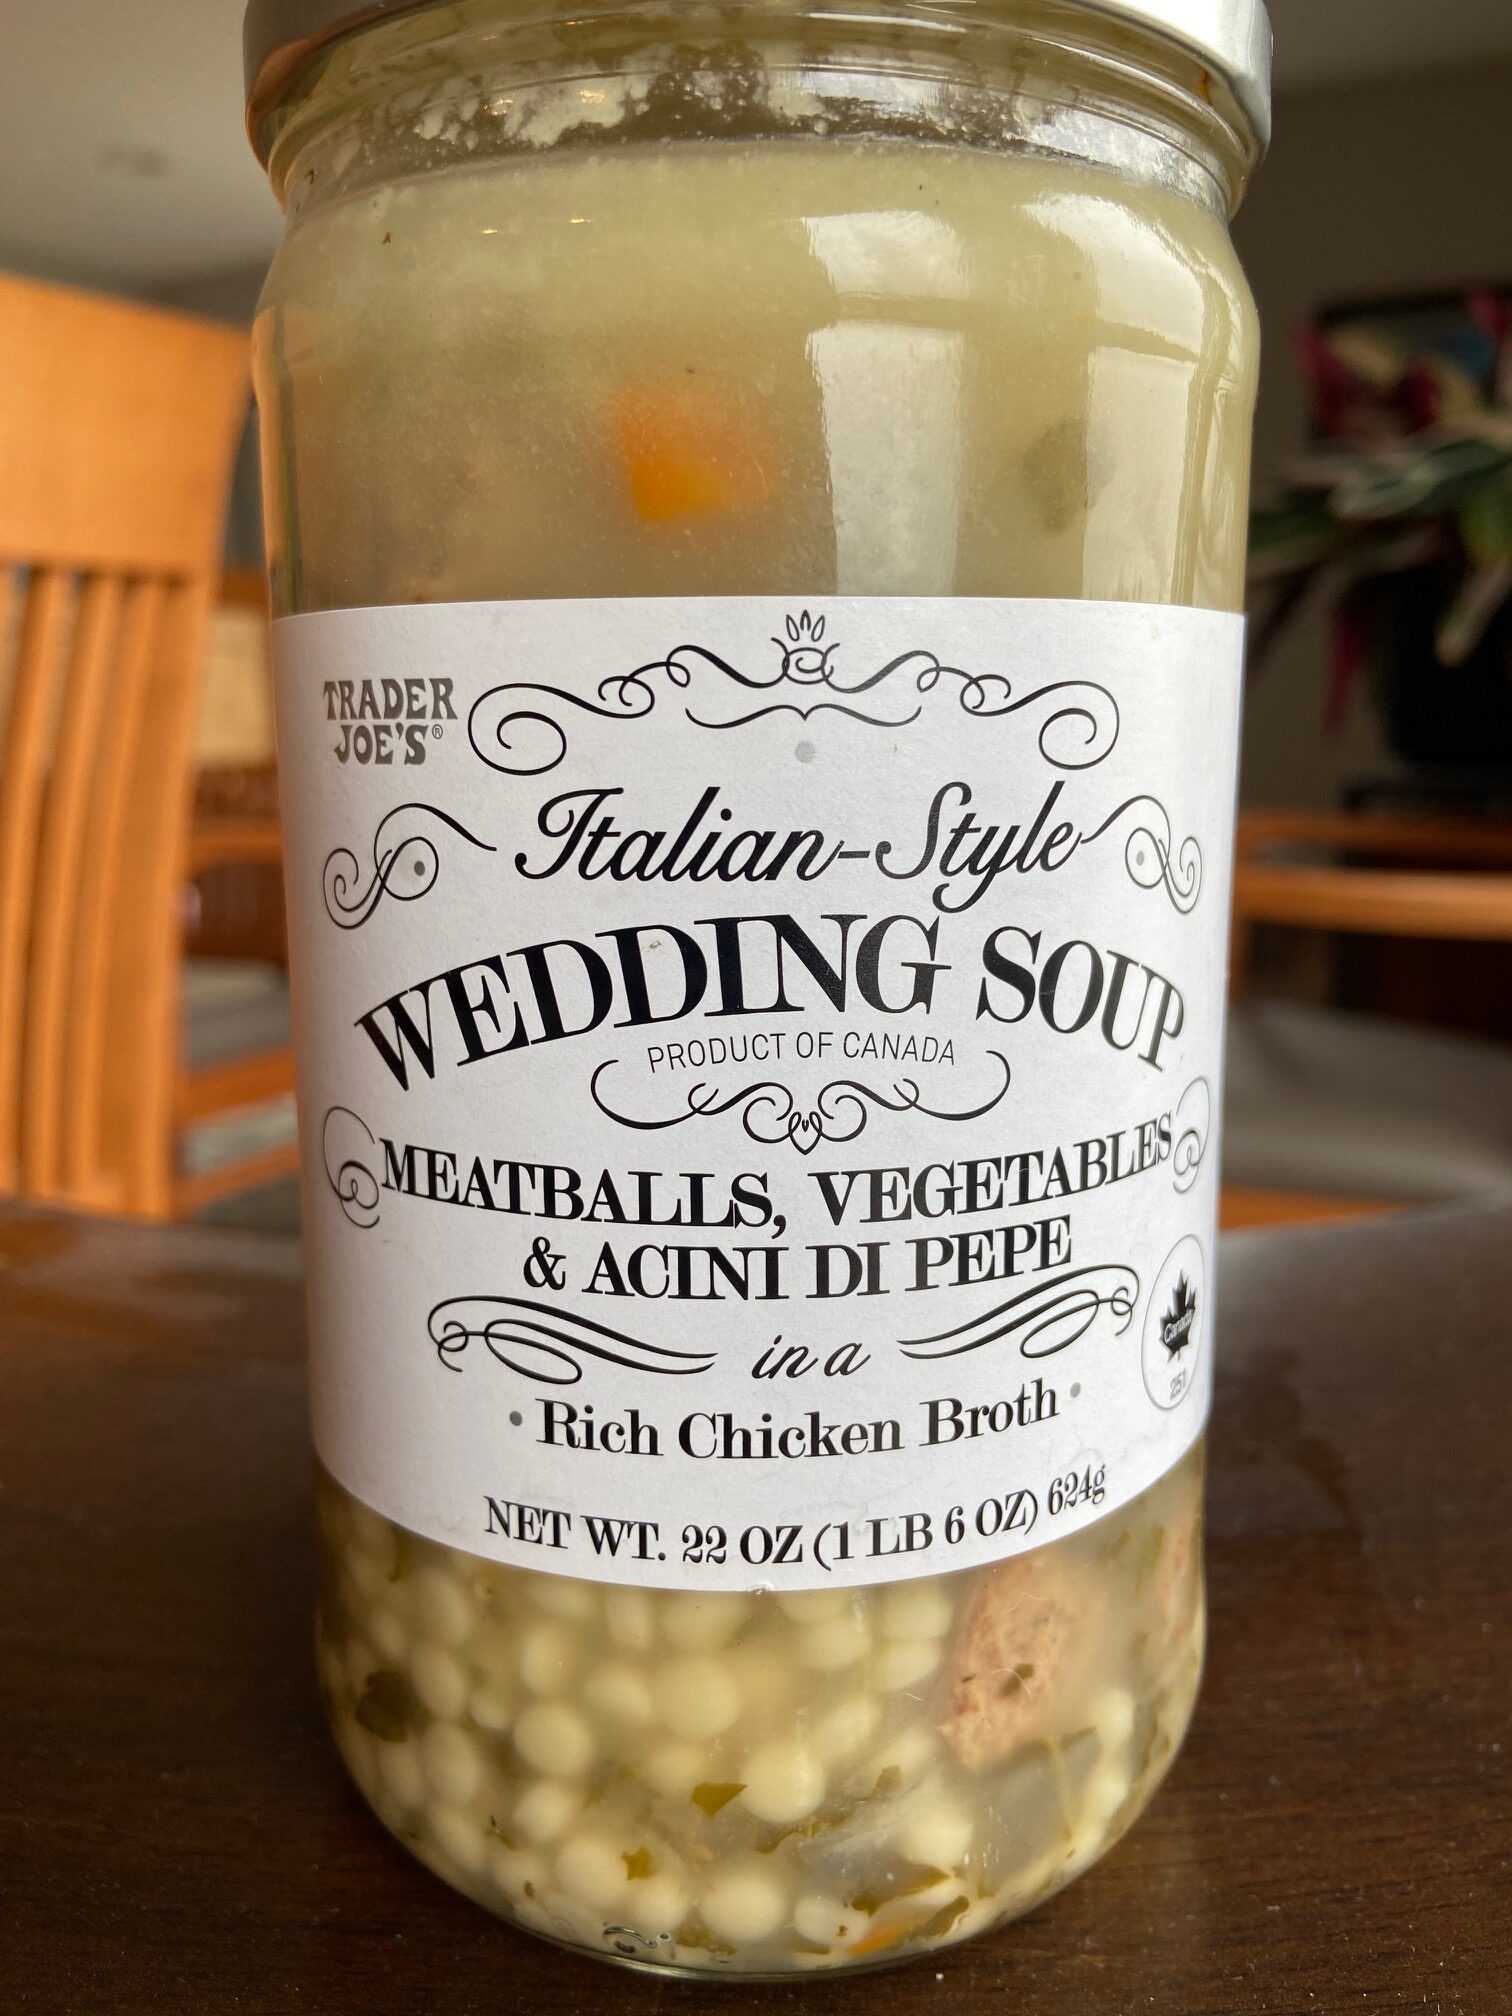 TRADER
JOE'S®
Italian-Style
WEDDING SOUP
PRODUCT OF CANADA
MEATBALLS, VEGETABLES
& ACINI DI PEPE
in a
• Rich Chicken Broth •
NET WT. 22 OZ (1 LB 6 OZ) 624g
Canada